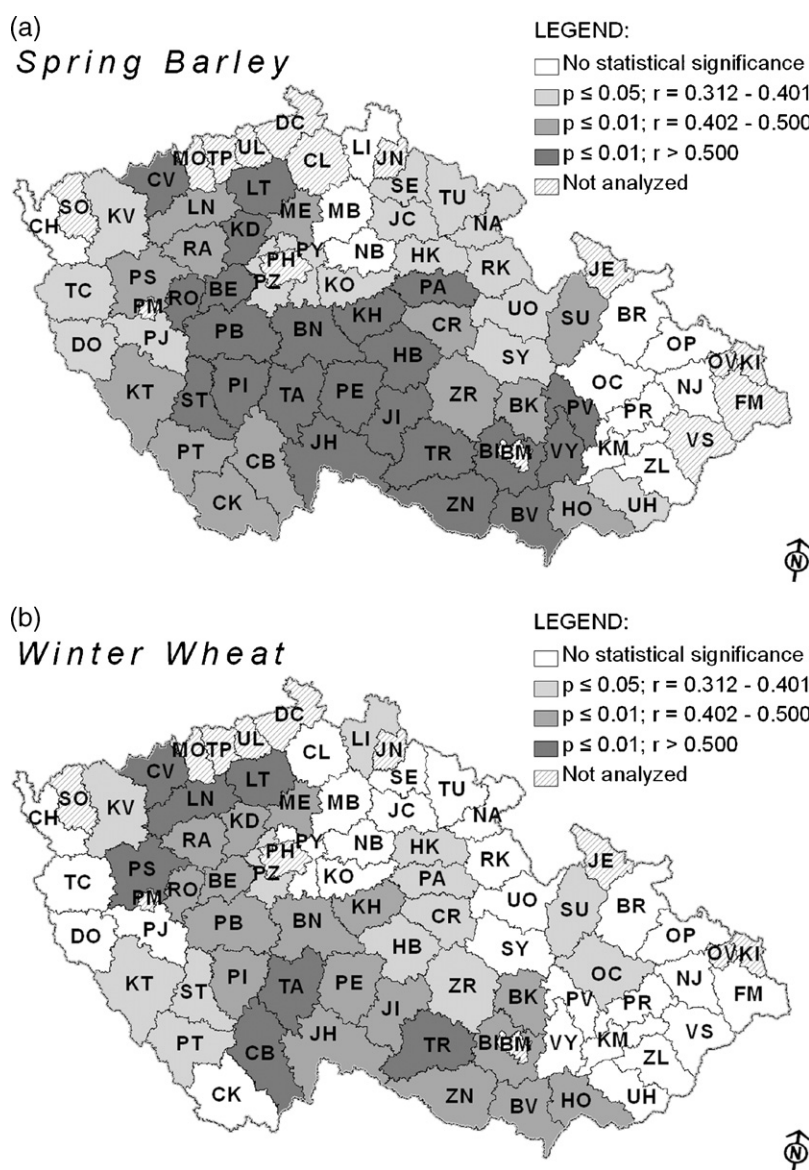 (a)
Spring Barley
LEGEND:
No statistical significance
p ≤ 0.05; r = 0.312 - 0.401
p ≤ 0.01; r = 0.402 - 0.500
p ≤ 0.01; r > 0.500
Not analyzed
DC
MO TP UL CL LI JN
CV LT SE TU
SO KV LN ME MB JC NA
CH KD
RA PH PY NB HK
TC PS PZ KO RK JE
RO BE PA
PM UO SU BR
DO PJ PB BN KH CR OP
HB SY OV KI
KT ST PI TA PE ZR BK OC NJ FM
JI PV PR
PT CB JH TR BI BM VY KM VS
CK ZL
ZN BV HO UH
N
(b)
Winter Wheat
LEGEND:
No statistical significance
p ≤ 0.05; r = 0.312 - 0.401
p ≤ 0.01; r = 0.402 - 0.500
p ≤ 0.01; r > 0.500
Not analyzed
DC
MO TP UL CL LI JN
CV LT SE TU
SO KV LN ME MB JC NA
CH KD
RA PH PY NB HK
TC PS PZ KO RK JE
RO BE PA
PM UO SU BR
DO PJ PB BN KH CR OP
HB SY OV KI
KT ST PI TA PE ZR BK OC NJ FM
JI PV PR
PT CB JH TR BI BM VY KM VS
CK ZL
ZN BV HO UH
N